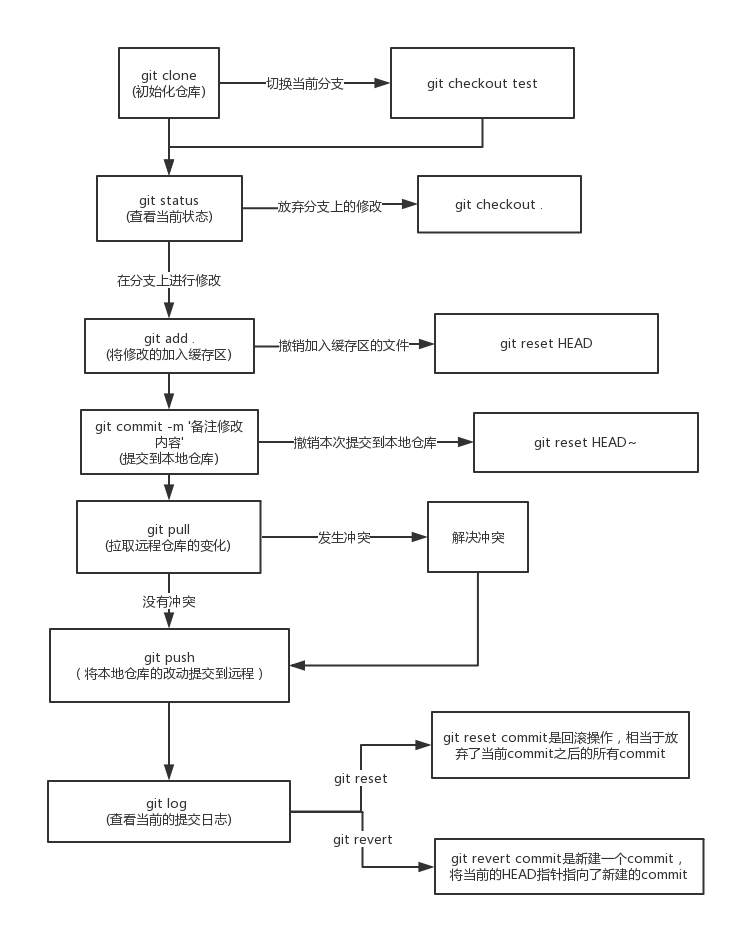 git clone
(初始化仓库)
切换当前分支
git checkout test
git status
(查看当前状态)
放弃分支上的修改
git checkout .
在分支上进行修改
git add .
(将修改的加入缓存区)
撤销加入缓存区的文件
git reset HEAD
git commit -m '备注修改
内容'
(提交到本地仓库)
撤销本次提交到本地仓库
git reset HEAD~
git pull
(拉取远程仓库的变化)
发生冲突
解决冲突
没有冲突
git push
（将本地仓库的改动提交到远程）
git log
(查看当前的提交日志)
git reset
git reset commit是回滚操作，相当于放
弃了当前commit之后的所有commit
git revert
git revert commit是新建一个commit，
将当前的HEAD指针指向了新建的commit